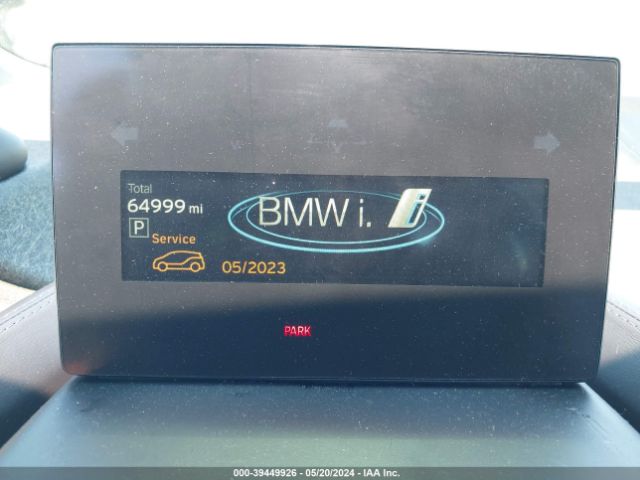 Total
64999 mi
P
Service
05/2023
BMW i.
PARK
000-39449926 - 05/20/2024 - IAA Inc.